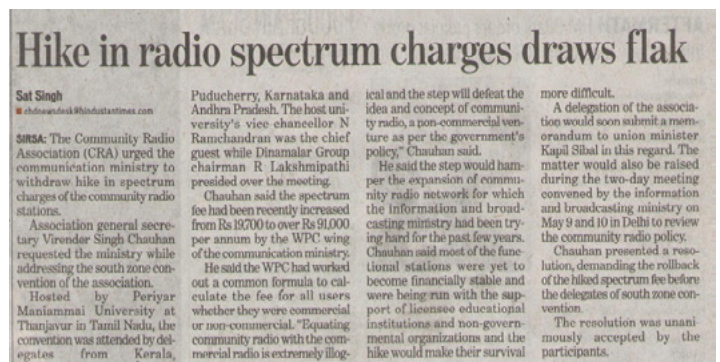 Hike in radio spectrum charges draws flak
Sat Singh
chdnewsdesk@hindustantimes.com
SIRSA: The Community Radio
Association (CRA) urged the
communication ministry to
withdraw hike in spectrum
charges of the community radio
stations.
Association general secre-
tary Virender Singh Chauhan
requested the ministry while
addressing the south zone con-
vention of the association.
Hosted by Periyar
Maniammai University at
Thanjavur in Tamil Nadu, the
convention was attended by del-
egates from Kerala,
Puducherry, Karnataka and
Andhra Pradesh. The host uni-
versity's vice-chancellor N
Ramchandran was the chief
guest while Dinamalar Group
chairman R Lakshmipathi
presided over the meeting.
Chauhan said the spectrum
fee had been recently increased
from Rs 19,700 to over Rs 91,000
per annum by the WPC wing
of the communication ministry.
He said the WPC had worked
out a common formula to cal-
culate the fee for all users
whether they were commercial
or non-commercial. "Equating
community radio with the com-
mercial radio is extremely illog-
ical and the step will defeat the
idea and concept of communi-
ty radio, a non-commercial ven-
ture as per the government's
policy," Chauhan said.
He said the step would ham-
per the expansion of commu-
nity radio network for which
the information and broad-
casting ministry had been try-
ing hard for the past few years.
Chauhan said most of the func-
tional stations were yet to
become financially stable and
were being run with the sup-
port of licensee educational
institutions and non-govern-
mental organizations and the
hike would make their survival
more difficult.
A delegation of the associa-
tion would soon submit a mem-
orandum to union minister
Kapil Sibal in this regard. The
matter would also be raised
during the two-day meeting
convened by the information
and broadcasting ministry on
May 9 and 10 in Delhi to review
the community radio policy.
Chauhan presented a reso-
lution, demanding the rollback
of the hiked spectrum fee before
the delegates of south zone con-
vention.
The resolution was unani-
mously accepted by the
participants.